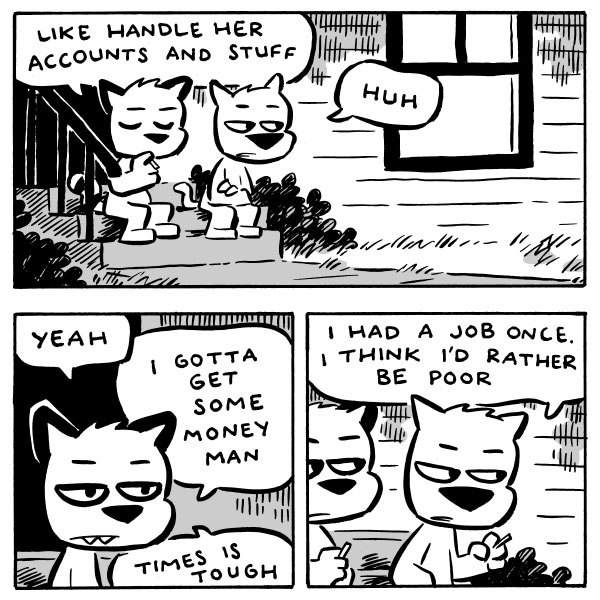 LIKE HANDLE HER
ACCOUNTS AND STUFF
HUH
YEAH
I GOTTA
GET
SOME
MONEY
MAN
TIMES IS
TOUGH
I HAD A JOB ONCE.
I THINK I'D RATHER
BE POOR